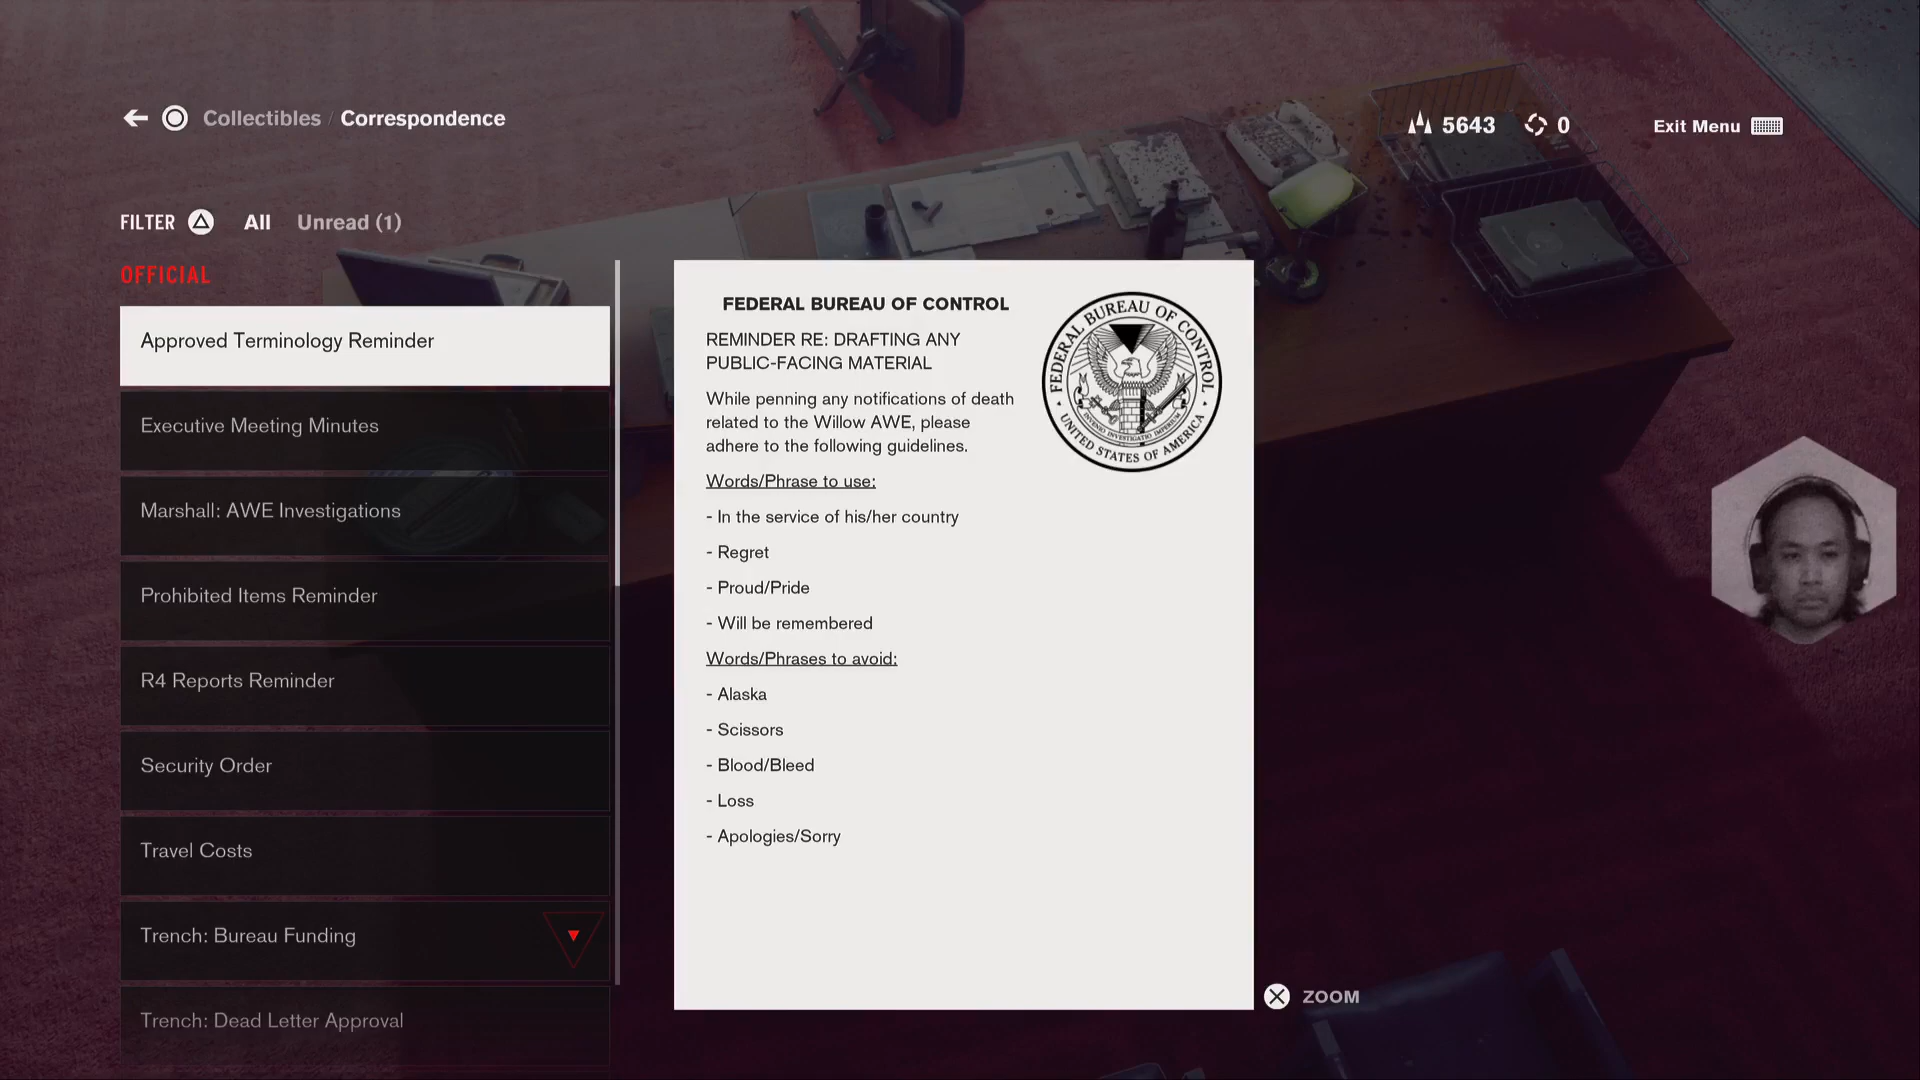 Collectibles / Correspondence
5643
0
Exit Menu
FILTER All Unread (1)
OFFICIAL
Approved Terminology Reminder
Executive Meeting Minutes
Marshall: AWE Investigations
Prohibited Items Reminder
R4 Reports Reminder
Security Order
Travel Costs
Trench: Bureau Funding
Trench: Dead Letter Approval
FEDERAL BUREAU OF CONTROL
REMINDER RE: DRAFTING ANY
PUBLIC-FACING MATERIAL
While penning any notifications of death
related to the Willow AWE, please
adhere to the following guidelines.
Words/Phrase to use:
- In the service of his/her country
- Regret
- Proud/Pride
- Will be remembered
Words/Phrases to avoid:
- Alaska
- Scissors
- Blood/Bleed
- Loss
- Apologies/Sorry
FEDERAL BUREAU OF CONTROL
INVENIO INVESTIGATIO IMPERIUM
UNITED STATES OF AMERICA
ZOOM